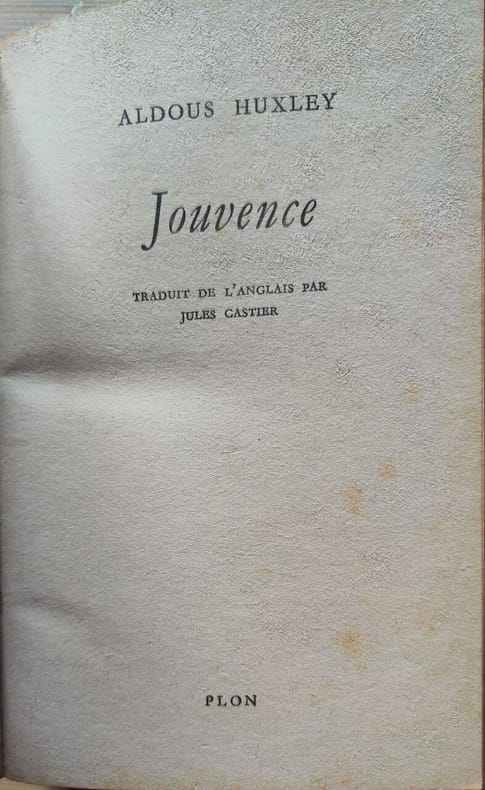 ALDOUS HUXLEY
Jouvence
TRADUIT DE L'ANGLAIS PAR
JULES CASTIER
PLON